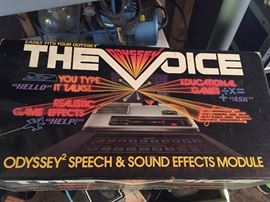 EASILY FITS YOUR ODYSSEY²
THE VOICE
ODYSSEY
YOU TYPE
"HELLO" IT TALKS!
EDUCATIONAL
GAMES ÷×=
+"ASK"
REALISTIC
GAME EFFECTS
"HELP!"
ODYSSEY² SPEECH & SOUND EFFECTS MODULE